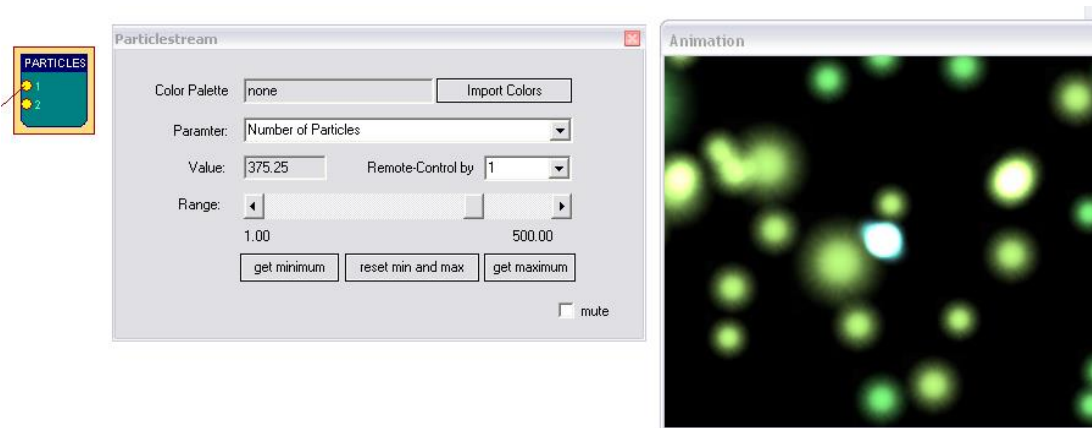 PARTICLES
1
2
Particlestream
Color Palette none Import Colors
Paramter: Number of Particles
Value: 375.25 Remote-Control by 1
Range:
1.00 500.00
get minimum reset min and max get maximum
mute
Animation